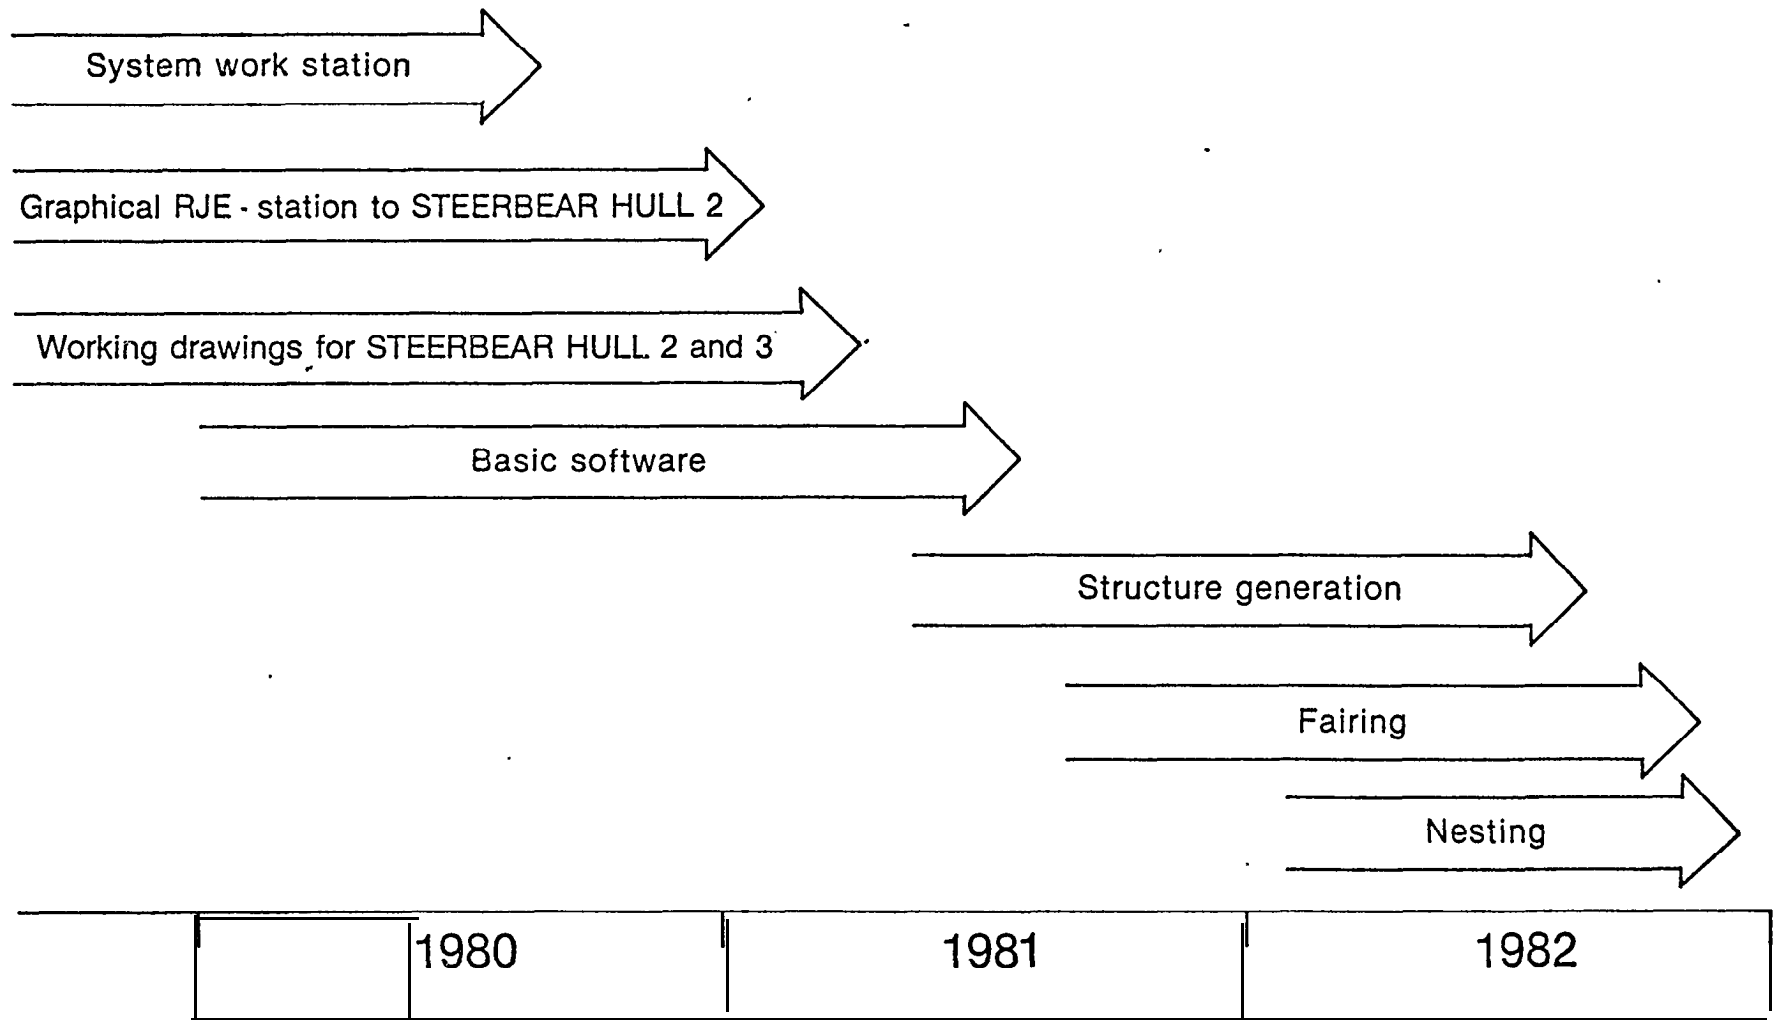 System work station
Graphical RJE - station to STEERBEAR HULL 2
Working drawings for STEERBEAR HULL 2 and 3
Basic software
Structure generation
Fairing
Nesting
1980 1981 1982